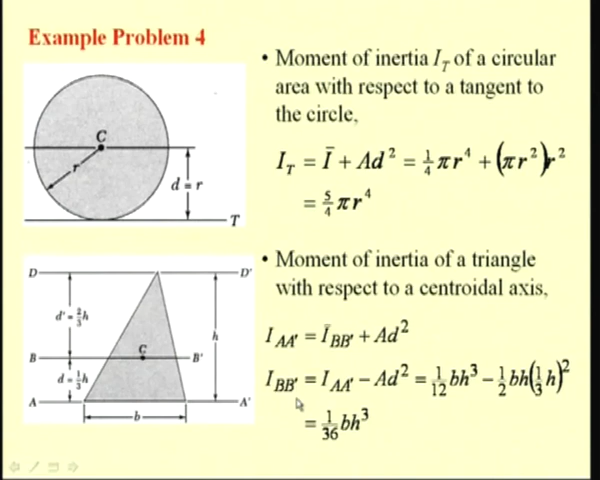 Example Problem 4
C
r
d = r
T
• Moment of inertia I_T of a circular
area with respect to a tangent to
the circle,
I_T = Ī + Ad² = ¼πr⁴ + (πr²)r²
= 5/4 πr⁴
D
D'
d' = ⅔h
h
C
B
B'
d = ⅓h
A
A'
b
• Moment of inertia of a triangle
with respect to a centroidal axis,
I_AA' = Ī_BB' + Ad²
I_BB' = I_AA' − Ad² = 1/12 bh³ − ½bh(⅓h)²
= 1/36 bh³